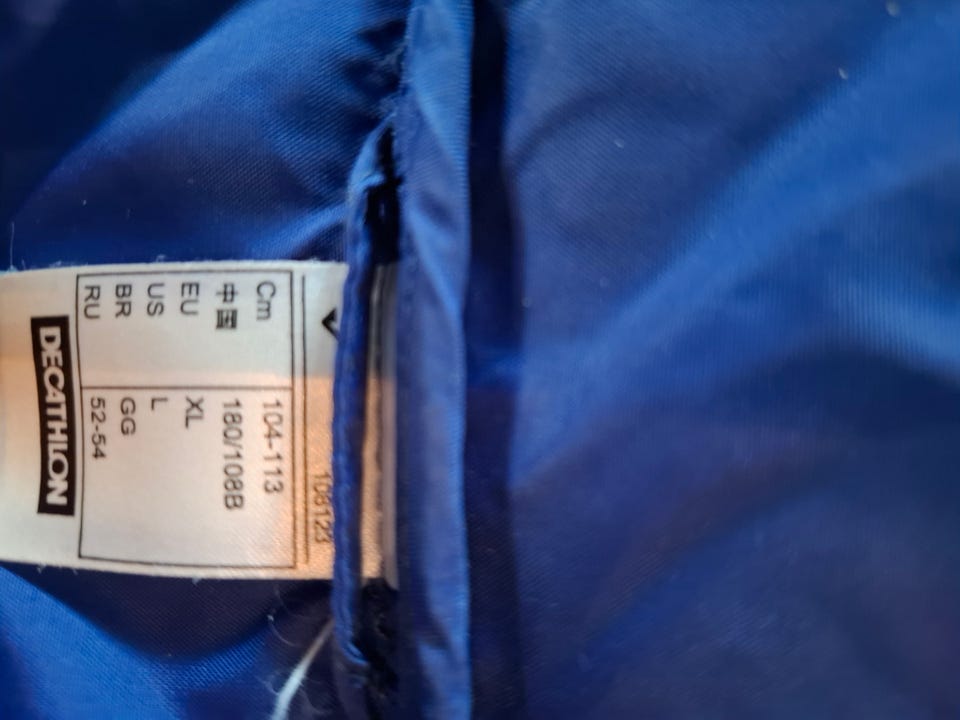 108123
Cm 104-113
中国 180/108B
EU XL
US L
BR GG
RU 52-54
DECATHLON